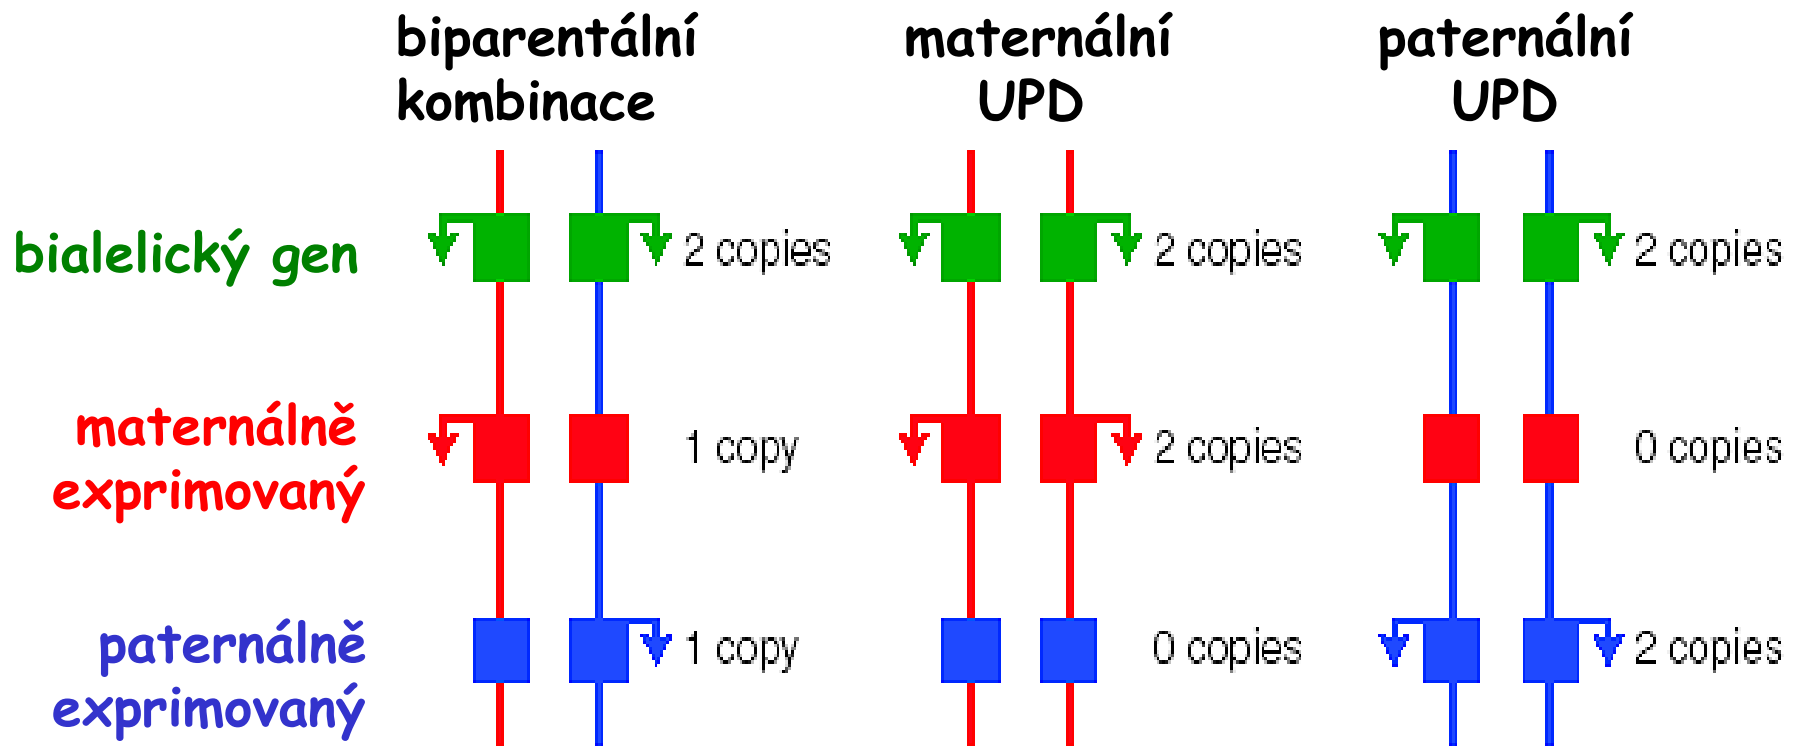 biparentální
kombinace
maternální
UPD
paternální
UPD
bialelický gen
2 copies
2 copies
2 copies
maternálně
exprimovaný
1 copy
2 copies
0 copies
paternálně
exprimovaný
1 copy
0 copies
2 copies